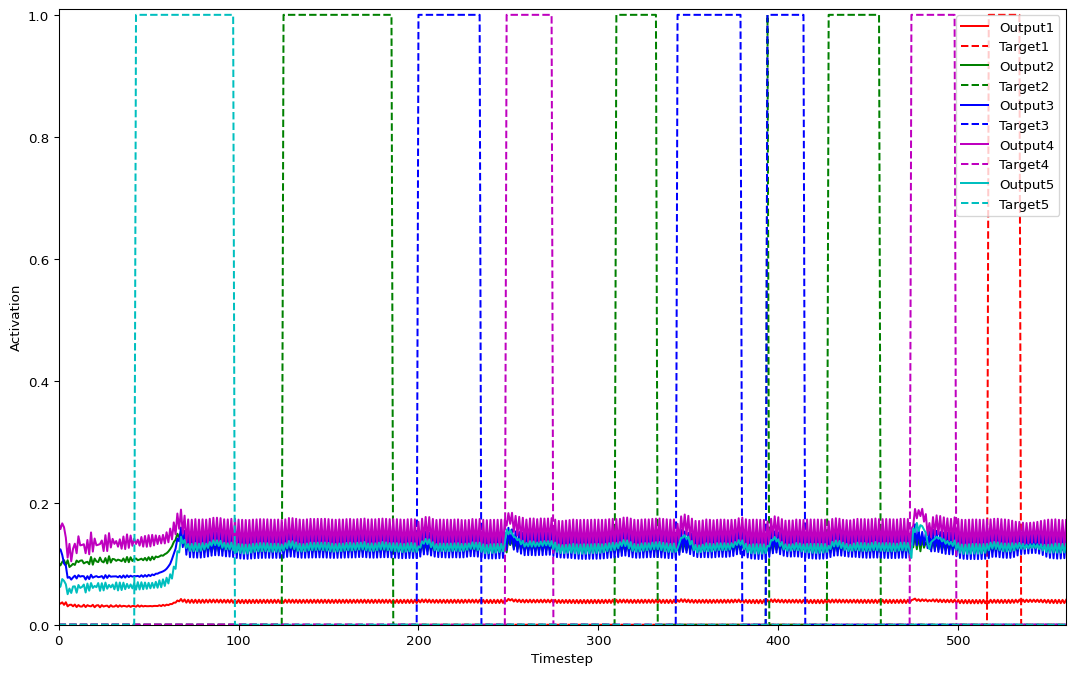 1.0
0.8
0.6
0.4
0.2
0.0
Activation
0 100 200 300 400 500
Timestep
Output1
Target1
Output2
Target2
Output3
Target3
Output4
Target4
Output5
Target5